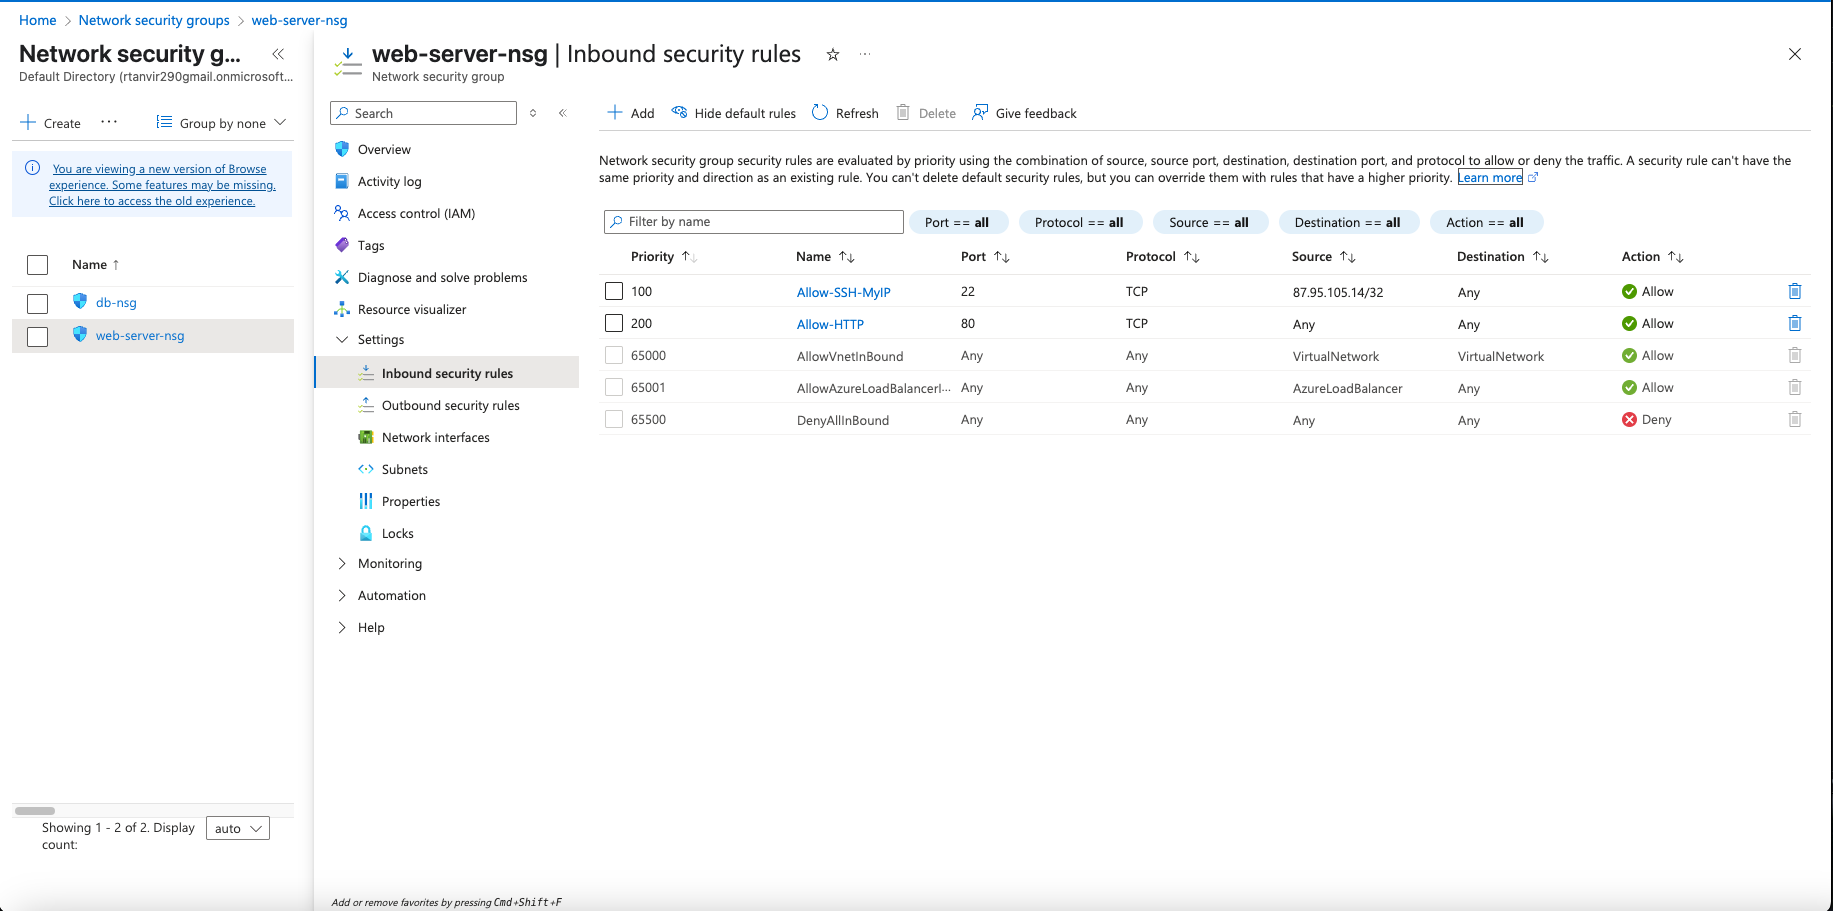 Home > Network security groups > web-server-nsg
Network security g...
Default Directory (rtanvir290gmail.onmicrosoft...
Create
Group by none
You are viewing a new version of Browse
experience. Some features may be missing.
Click here to access the old experience.
Name ↑
db-nsg
web-server-nsg
Showing 1 - 2 of 2. Display
count:
auto
web-server-nsg | Inbound security rules
Network security group
Search
Overview
Activity log
Access control (IAM)
Tags
Diagnose and solve problems
Resource visualizer
Settings
Inbound security rules
Outbound security rules
Network interfaces
Subnets
Properties
Locks
Monitoring
Automation
Help
Add or remove favorites by pressing Cmd+Shift+F
Add Hide default rules Refresh Delete Give feedback
Network security group security rules are evaluated by priority using the combination of source, source port, destination, destination port, and protocol to allow or deny the traffic. A security rule can't have the
same priority and direction as an existing rule. You can't delete default security rules, but you can override them with rules that have a higher priority. Learn more
Filter by name Port == all Protocol == all Source == all Destination == all Action == all
Priority ↑↓ Name ↑↓ Port ↑↓ Protocol ↑↓ Source ↑↓ Destination ↑↓ Action ↑↓
100 Allow-SSH-MyIP 22 TCP 87.95.105.14/32 Any Allow
200 Allow-HTTP 80 TCP Any Any Allow
65000 AllowVnetInBound Any Any VirtualNetwork VirtualNetwork Allow
65001 AllowAzureLoadBalancerI... Any Any AzureLoadBalancer Any Allow
65500 DenyAllInBound Any Any Any Any Deny